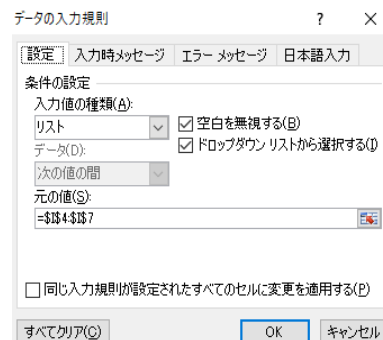 データの入力規則 ? ×
設定 入力時メッセージ エラー メッセージ 日本語入力
条件の設定
入力値の種類(A):
リスト ☑ 空白を無視する(B)
データ(D): ☑ ドロップダウン リストから選択する(I)
次の値の間
元の値(S):
=$I$4:$I$7
☐ 同じ入力規則が設定されたすべてのセルに変更を適用する(P)
すべてクリア(C) OK キャンセル